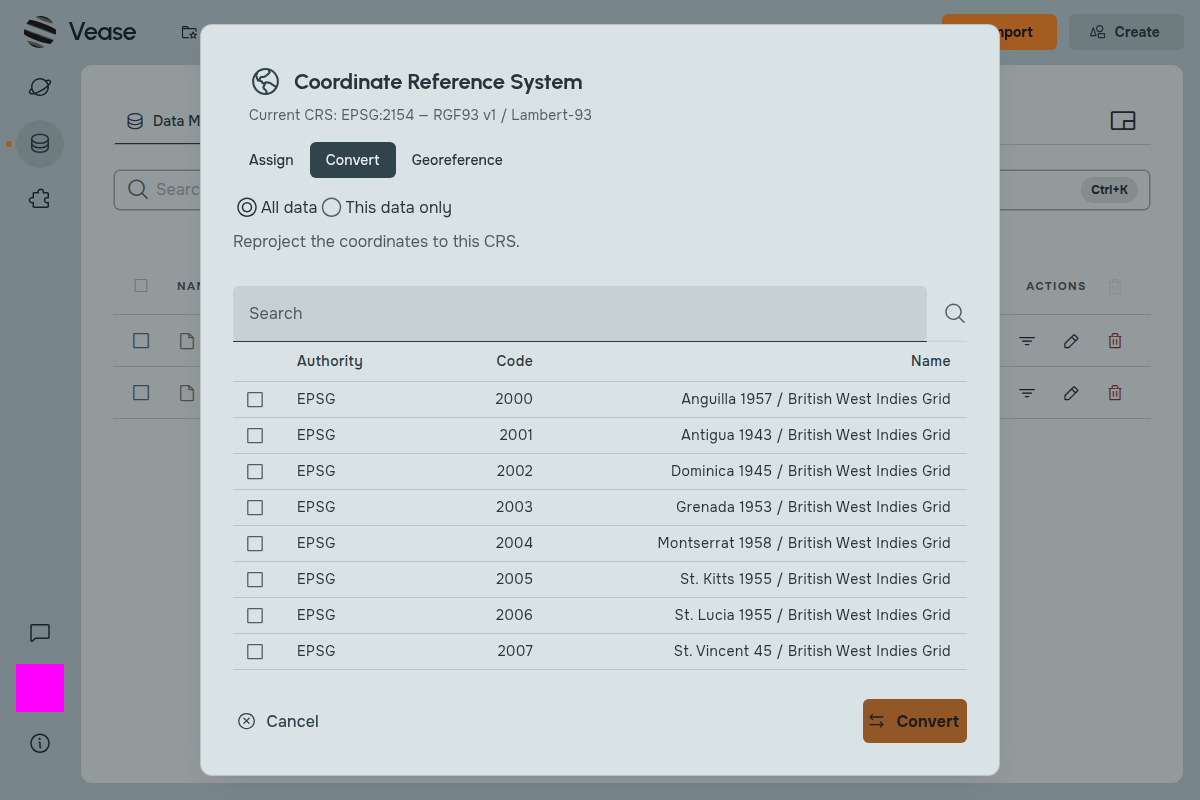 Vease
Import
Create
Coordinate Reference System
Current CRS: EPSG:2154 — RGF93 v1 / Lambert-93
Data M
Assign
Convert
Georeference
Searc
Ctrl+K
All data
This data only
Reproject the coordinates to this CRS.
NAM
ACTIONS
Search
Authority Code Name
EPSG 2000 Anguilla 1957 / British West Indies Grid
EPSG 2001 Antigua 1943 / British West Indies Grid
EPSG 2002 Dominica 1945 / British West Indies Grid
EPSG 2003 Grenada 1953 / British West Indies Grid
EPSG 2004 Montserrat 1958 / British West Indies Grid
EPSG 2005 St. Kitts 1955 / British West Indies Grid
EPSG 2006 St. Lucia 1955 / British West Indies Grid
EPSG 2007 St. Vincent 45 / British West Indies Grid
Cancel
Convert